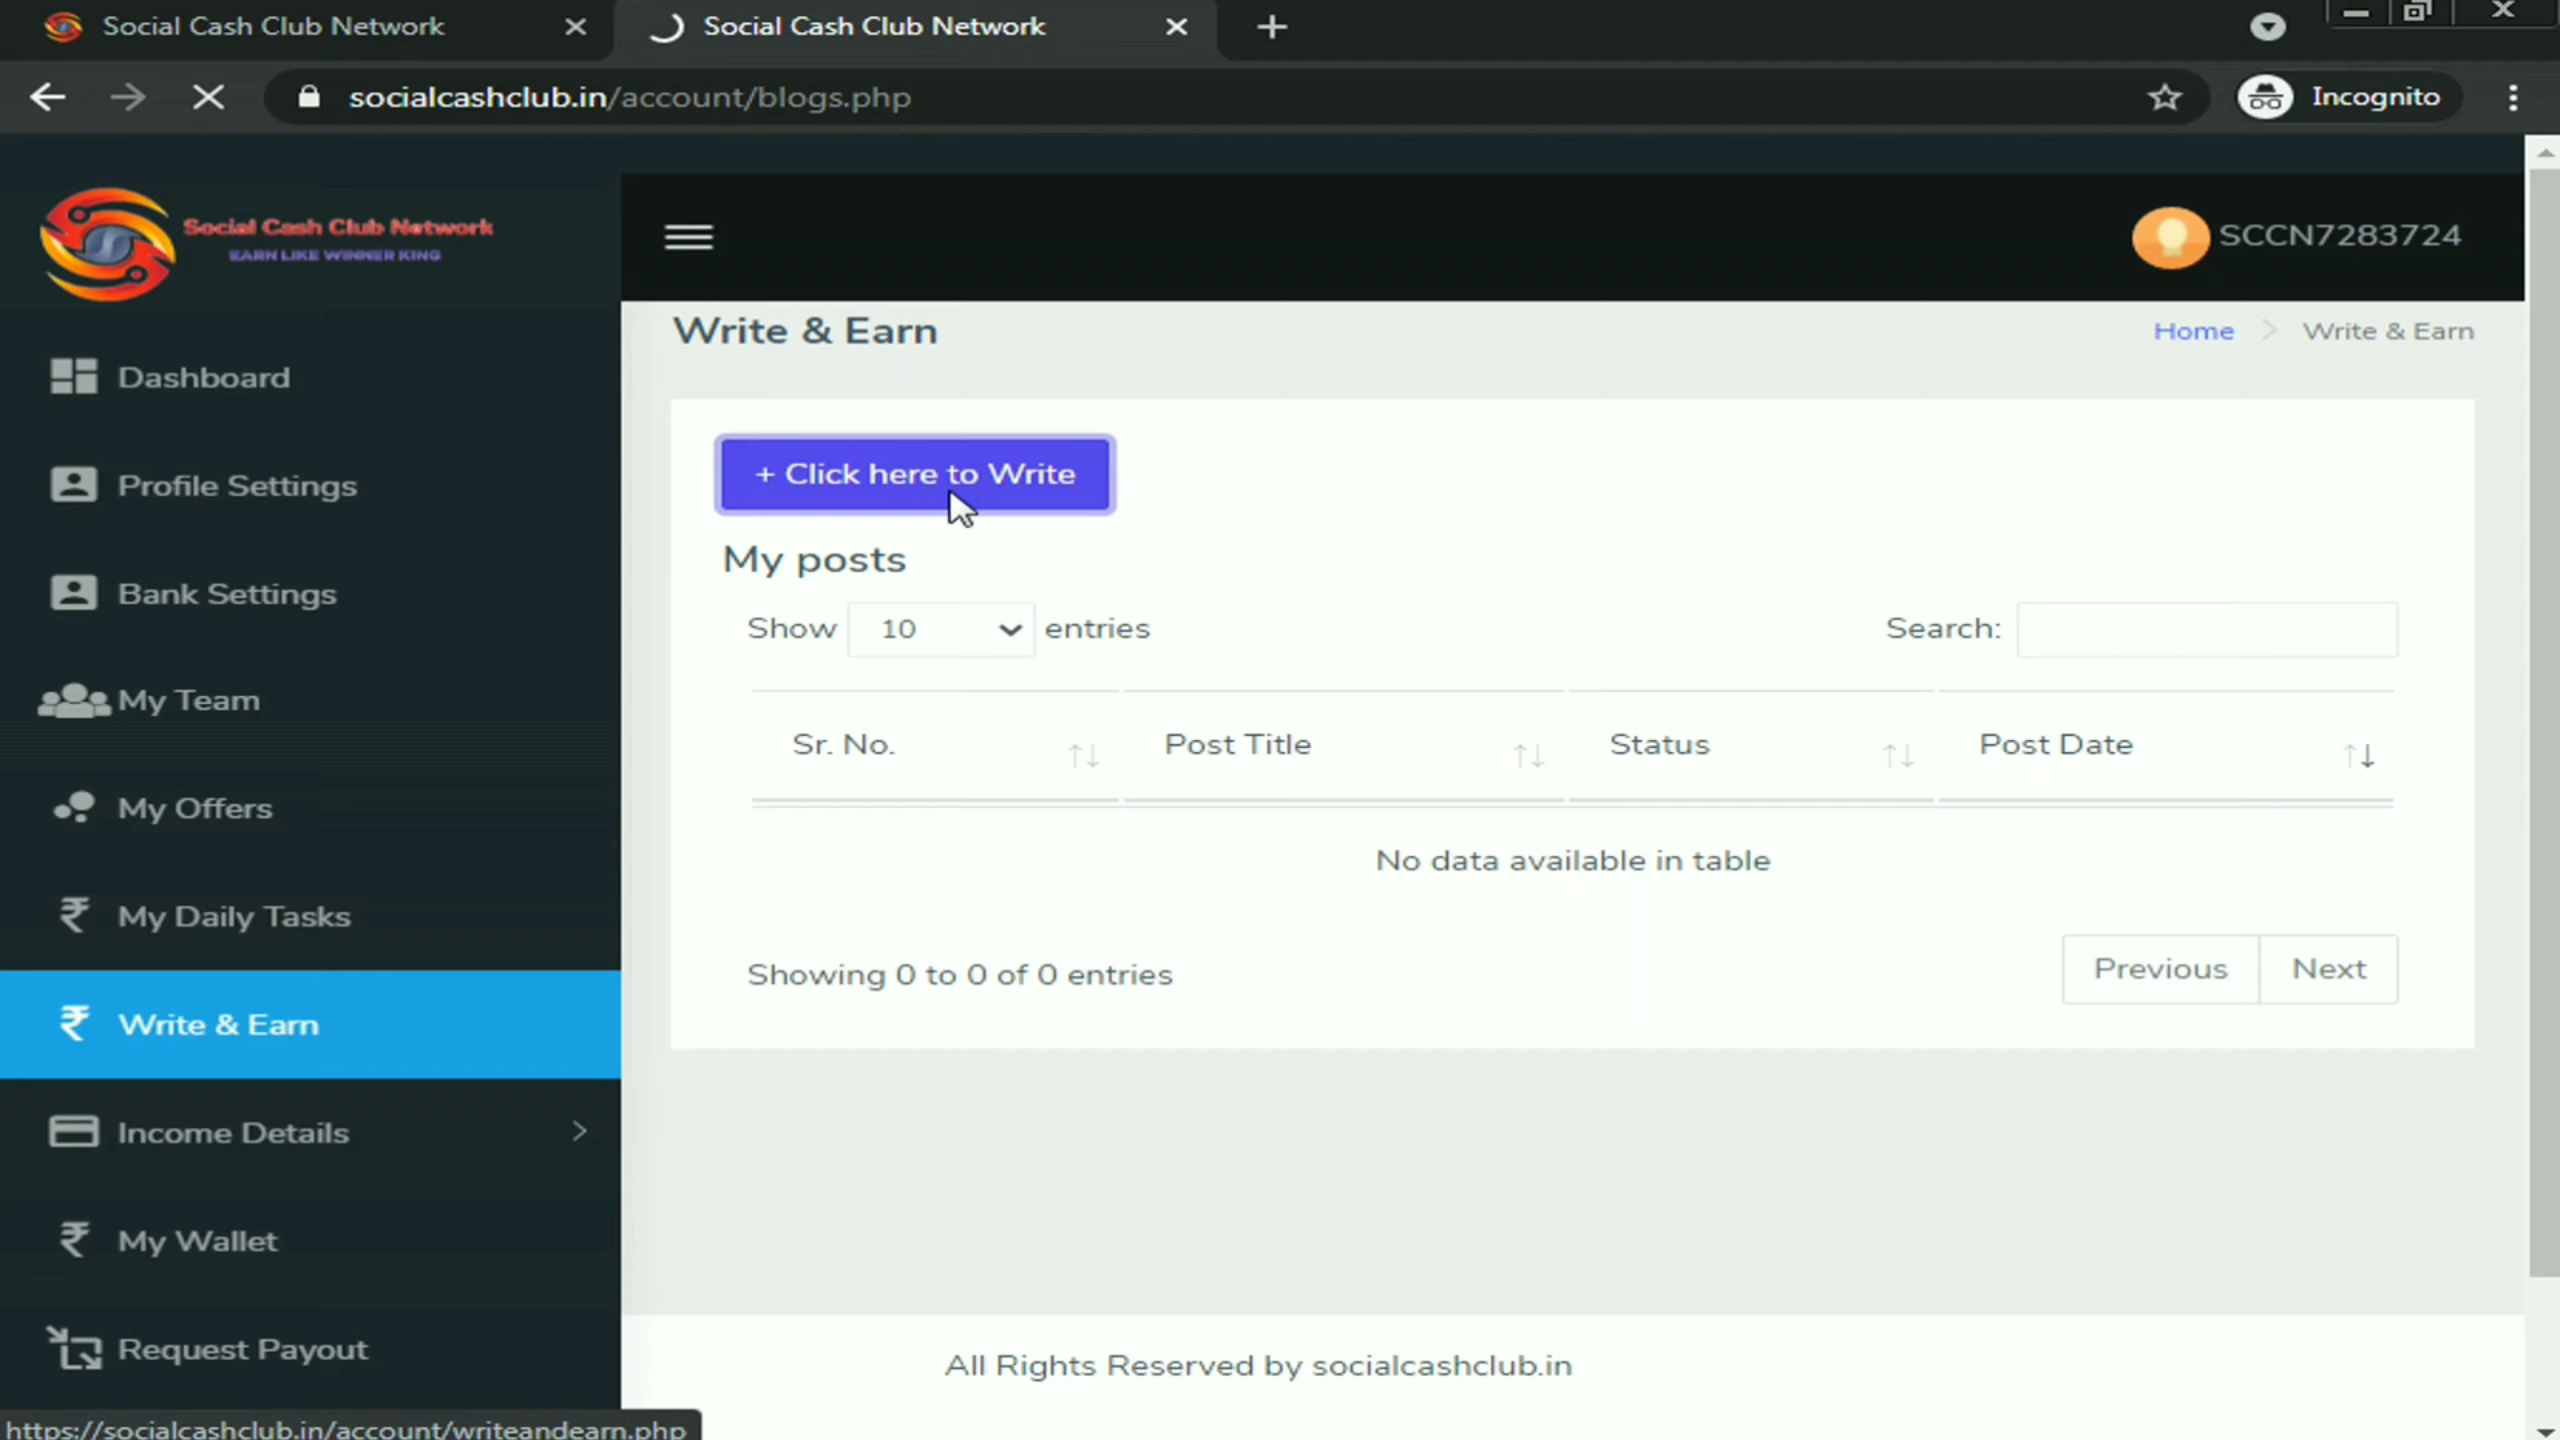 Social Cash Club Network
Social Cash Club Network
socialcashclub.in/account/blogs.php
Incognito
Social Cash Club Network
EARN LIKE WINNER KING
SCCN7283724
Dashboard
Profile Settings
Bank Settings
My Team
My Offers
₹ My Daily Tasks
₹ Write & Earn
Income Details
₹ My Wallet
Request Payout
Write & Earn
Home > Write & Earn
+ Click here to Write
My posts
Show 10 entries
Search:
Sr. No. Post Title Status Post Date
No data available in table
Showing 0 to 0 of 0 entries
Previous Next
All Rights Reserved by socialcashclub.in
https://socialcashclub.in/account/writeandearn.php